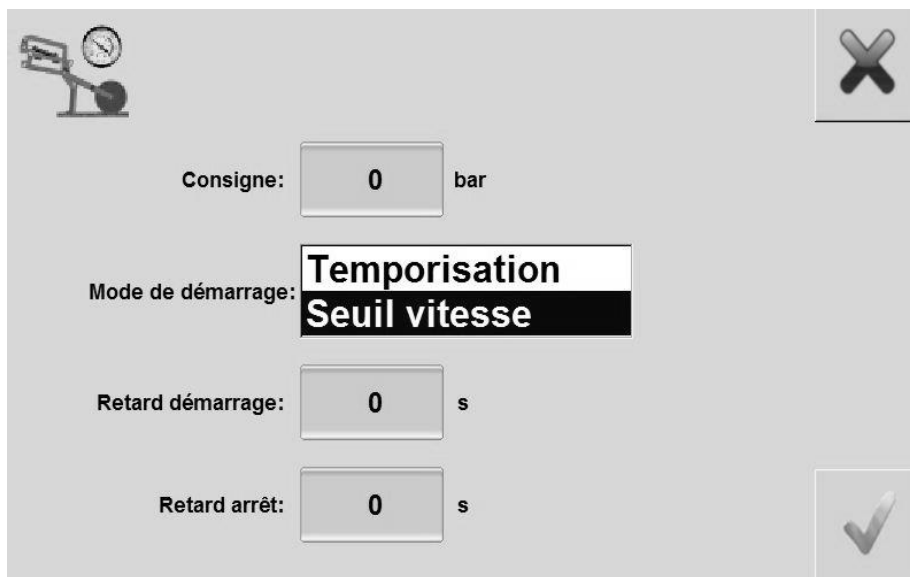 Consigne: 0 bar
Mode de démarrage: Temporisation
Seuil vitesse
Retard démarrage: 0 s
Retard arrêt: 0 s